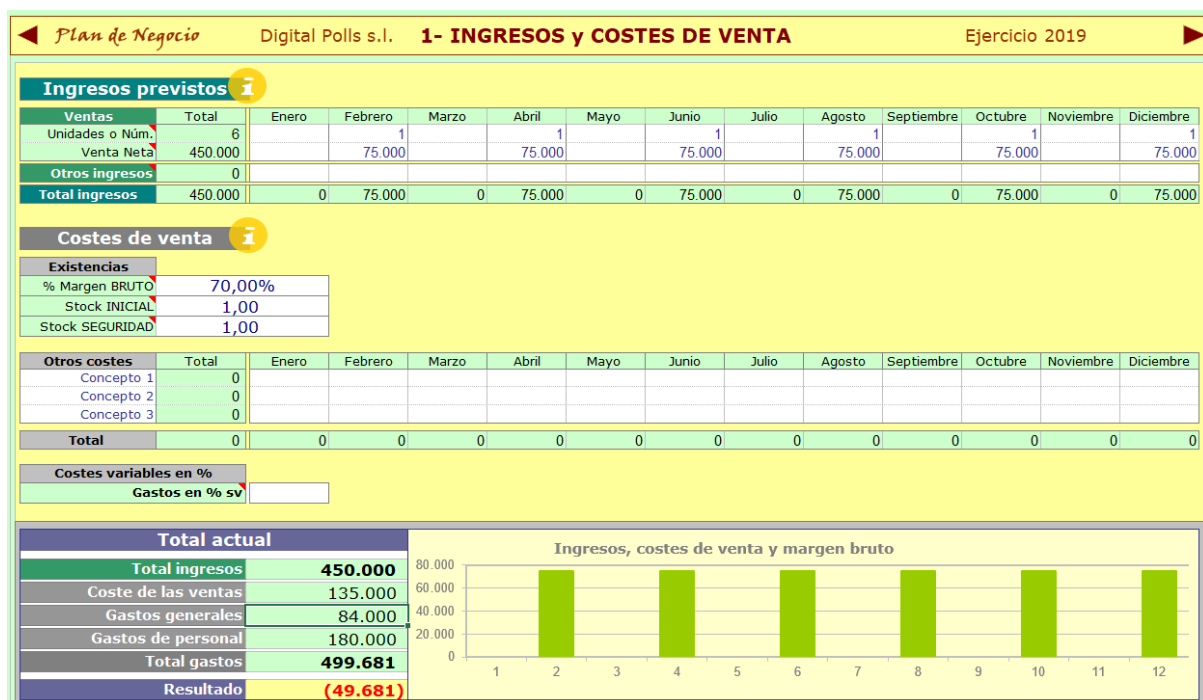 Plan de Negocio Digital Polls s.l. 1- INGRESOS y COSTES DE VENTA Ejercicio 2019
Ingresos previstos i
Ventas Total Enero Febrero Marzo Abril Mayo Junio Julio Agosto Septiembre Octubre Noviembre Diciembre
Unidades o Núm. 6 1 1 1 1 1 1
Venta Neta 450.000 75.000 75.000 75.000 75.000 75.000 75.000
Otros ingresos 0
Total ingresos 450.000 0 75.000 0 75.000 0 75.000 0 75.000 0 75.000 0 75.000
Costes de venta i
Existencias
% Margen BRUTO 70,00%
Stock INICIAL 1,00
Stock SEGURIDAD 1,00
Otros costes Total Enero Febrero Marzo Abril Mayo Junio Julio Agosto Septiembre Octubre Noviembre Diciembre
Concepto 1 0
Concepto 2 0
Concepto 3 0
Total 0 0 0 0 0 0 0 0 0 0 0 0 0
Costes variables en %
Gastos en % sv
Total actual
Total ingresos 450.000
Coste de las ventas 135.000
Gastos generales 84.000
Gastos de personal 180.000
Total gastos 499.681
Resultado (49.681)
Ingresos, costes de venta y margen bruto
80.000
60.000
40.000
20.000
0
1 2 3 4 5 6 7 8 9 10 11 12